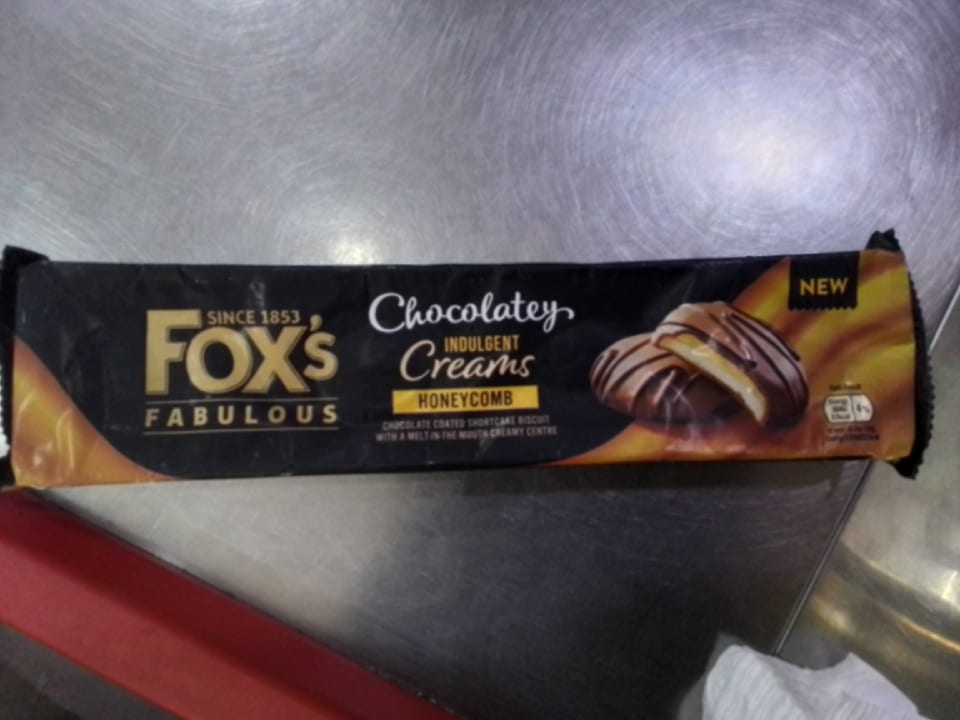 SINCE 1853
FOX's
FABULOUS
Chocolatey
INDULGENT
Creams
HONEYCOMB
CHOCOLATE COATED SHORTCAKE BISCUIT
WITH A MELT-IN-THE MOUTH CREAMY CENTRE
NEW
Energy